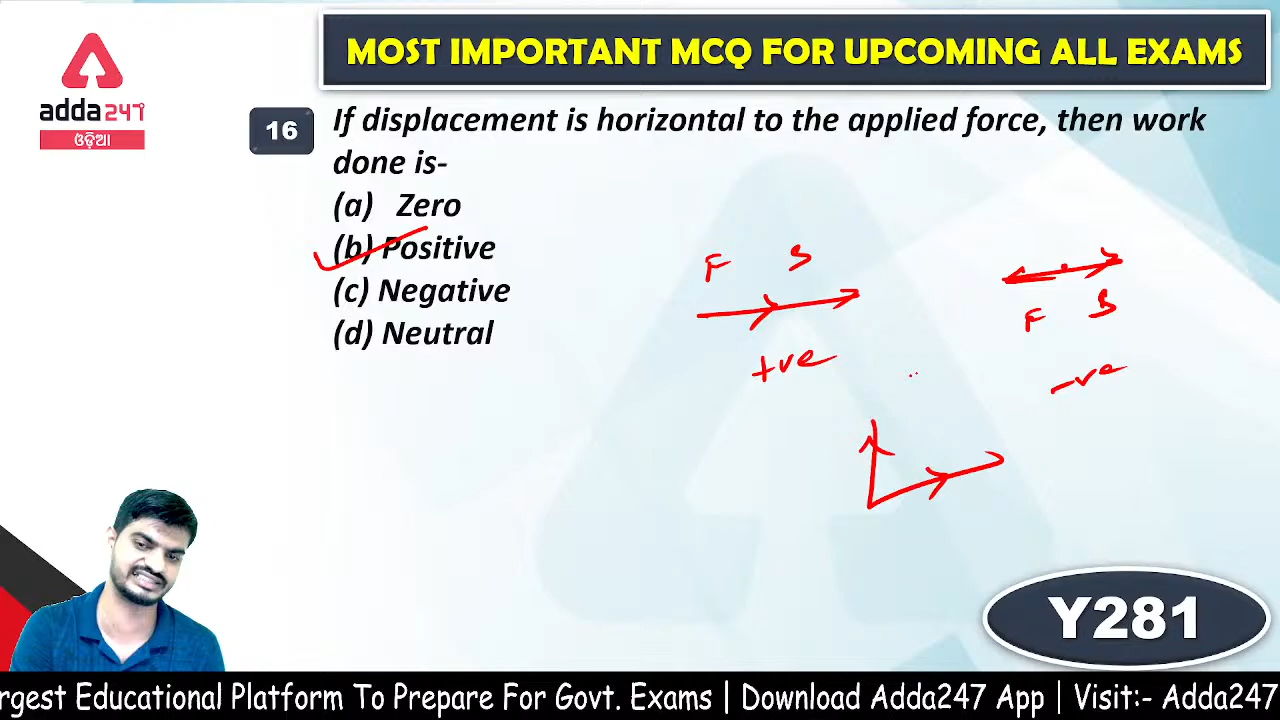 MOST IMPORTANT MCQ FOR UPCOMING ALL EXAMS
adda247
ଓଡ଼ିଆ
16
If displacement is horizontal to the applied force, then work
done is-
(a) Zero
(b) Positive
(c) Negative
(d) Neutral
F S
+ve
F S
-ve
Y281
rgest Educational Platform To Prepare For Govt. Exams | Download Adda247 App | Visit:- Adda247